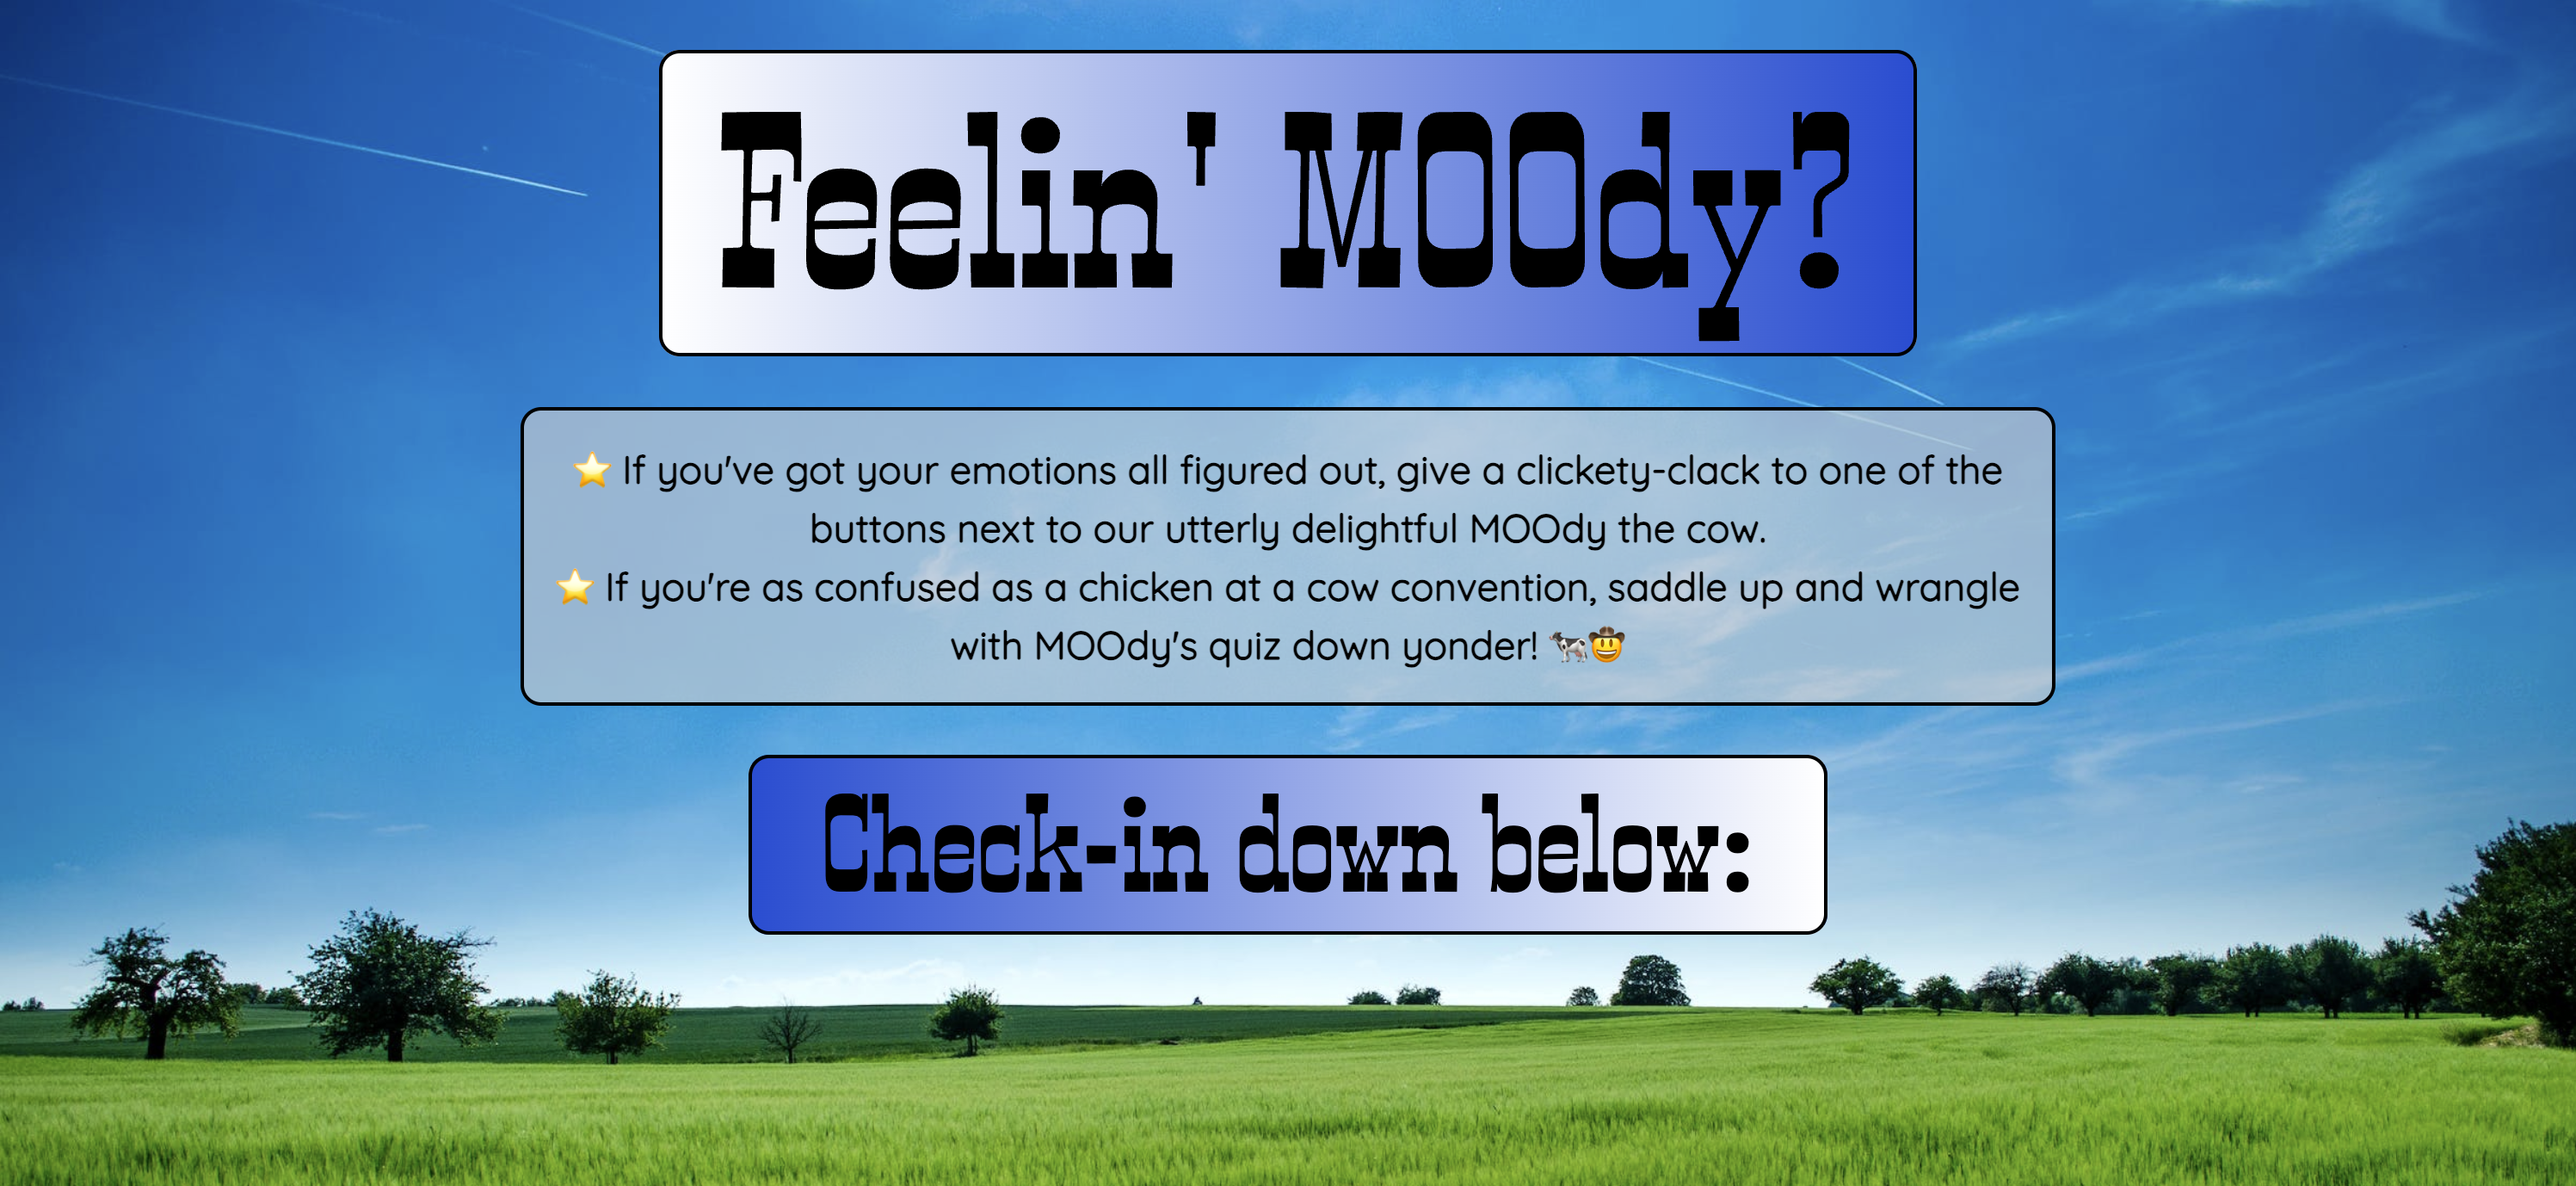 Feelin' MOOdy?
⭐ If you've got your emotions all figured out, give a clickety-clack to one of the
buttons next to our utterly delightful MOOdy the cow.
⭐ If you're as confused as a chicken at a cow convention, saddle up and wrangle
with MOOdy's quiz down yonder! 🐄🤠
Check-in down below: